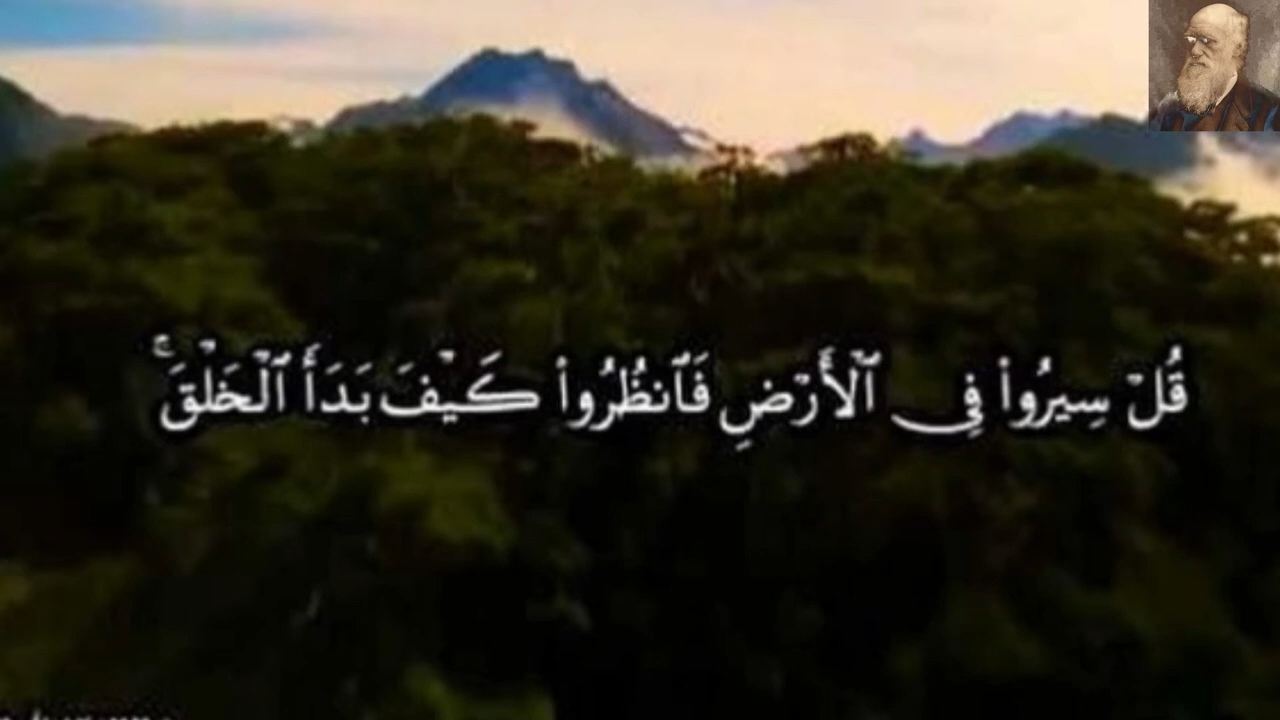 قُلْ سِيرُوا۟ فِى ٱلْأَرْضِ فَٱنظُرُوا۟ كَيْفَ بَدَأَ ٱلْخَلْقَ ۚ